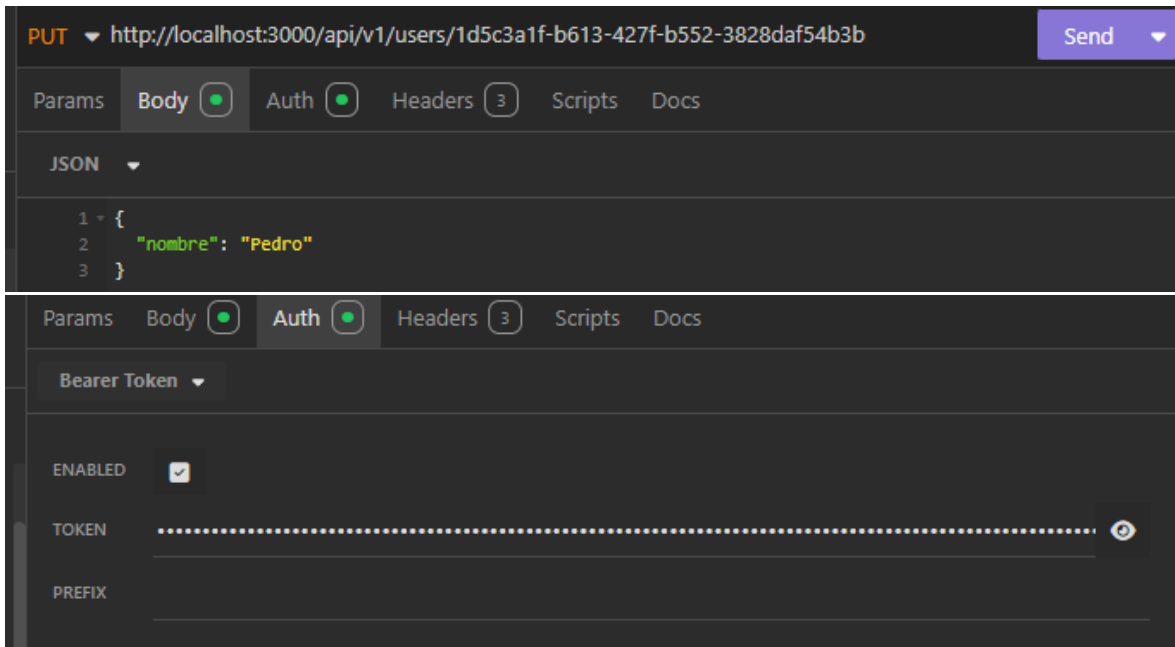 PUT http://localhost:3000/api/v1/users/1d5c3a1f-b613-427f-b552-3828daf54b3b Send
Params Body Auth Headers 3 Scripts Docs
JSON
1 {
2 "nombre": "Pedro"
3 }
Params Body Auth Headers 3 Scripts Docs
Bearer Token
ENABLED
TOKEN ••••••••••••••••••••••••••••••••••••••••••••••••••••••••••••••••••••••••••••••••••••••••••••••••••••••••
PREFIX